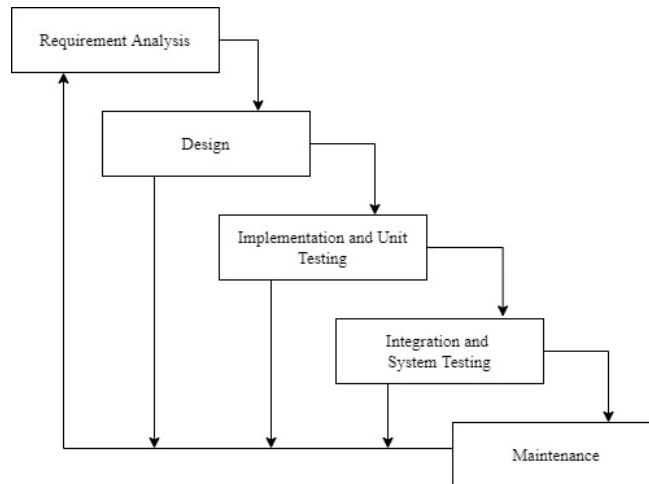 Requirement Analysis
Design
Implementation and Unit
Testing
Integration and
System Testing
Maintenance